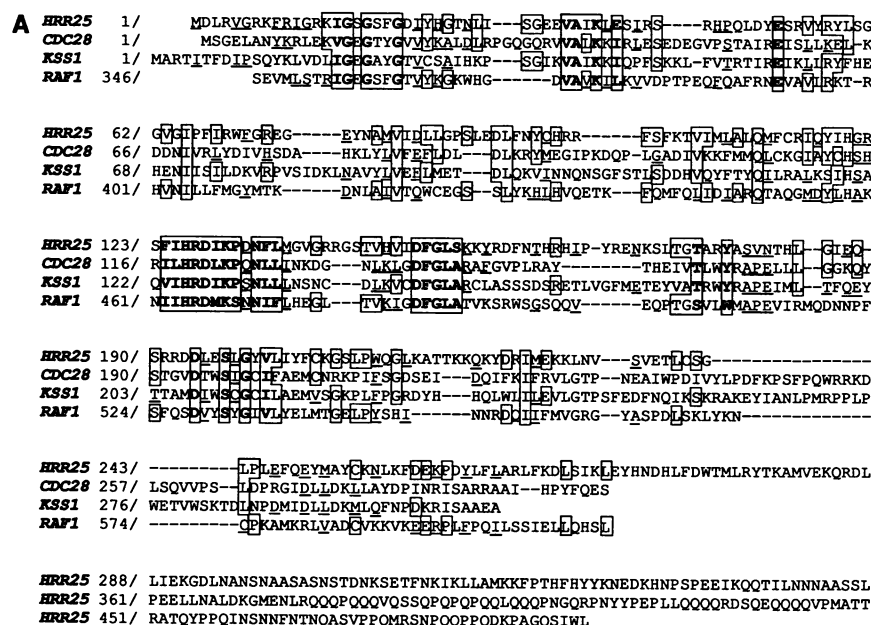 A
HRR25 1/ MDLRVGRKFRIGRKIGSGSFGDIYHGTNLI---SGEEVAIKLESIRS-----RHPQLDYESRVYRYLSG
CDC28 1/ MSGELANYKRLEKVGEGTYGVVYKALDLRPGQGQRVVALKKIRLESEDEGVPSTAIREISLLKEL-K
KSS1 1/ MARTITFDIPSQYKLVDLIGEGAYGTVCSAIHKP---SGIKVAIKKIQPFSKKL-FVTRTIREIKLLRYFHE
RAF1 346/ SEVMLSTRIGSGSFGTVYKGKWHG----DVAVKILKVVDPTPEQFQAFRNEVAVLRKT-R
HRR25 62/ GVGIPFIRWFGREG-----EYNAMVIDLLGPSLEDLFNYCHRR-----FSFKTVIMLALQMFCRIQYIHGR
CDC28 66/ DDNIVRLYDIVHSDA----HKLYLVFEFLDL--DLKRYMEGIPKDQP--LGADIVKKFMMQLCKGIAYCHSH
KSS1 68/ HENIISILDKVRPVSIDKLNAVYLVEELMET--DLQKVINNQNSGFSTLSDDHVQYFTYQILRALKSIHSA
RAF1 401/ HVNILLFMGYMTK------DNLAIVTQWCEGS--SLYKHLHVQETK----FQMFQLIDIARQTAQGMDYLHAK
HRR25 123/ SFIHRDIKPDNFLMGVGRRGSTVHVIDFGLSKKYRDFNTHRHIP-YRENKSLTGTARYASVNTHL--GIEQ-
CDC28 116/ RILHRDLKPQNLLINKDG---NLKLGDFGLARAFGVPLRAY------THEIVTLWYRAPELLL-GGKQY
KSS1 122/ QVIHRDIKPSNLLLNSNC---DLKVCDFGLARCLASSSDSRETLVGFMTEYVATRWYRAPEIML--TFQEY
RAF1 461/ NIIHRDMKSNNIFLHEGL---TVKIGDFGLATVKSRWSGSQQV-----EQPTGSVLWMAPEVIRMQDNNPF
HRR25 190/ SRRDDLESLGYVLIYFCKGSLPWQGLKATTKKQKYDRIMEKKLNV---SVETLCSG---------------
CDC28 190/ STGVDTWSIGCIFAEMCNRKPIFSGDSEI---DQIFKIFRVLGTP--NEAIWPDIVYLPDFKPSFPQWRRKD
KSS1 203/ TTAMDIWSCGCILAEMVSGKPLFPGRDYH---HQLWLILEVLGTPSFEDFNQIKSKRAKEYIANLPMRPPLP
RAF1 524/ SFQSDVYSYGIVLYELMTGELPYSHI------NNRDQIIFMVGRG--YASPDLSKLYKN------------
HRR25 243/ ----------LPLEFQEYMAYCKNLKFDEKPDYLFLARLFKDLSIKLEYHNDHLFDWTMLRYTKAMVEKQRDL
CDC28 257/ LSQVVPS--LDPRGIDLLDKLLAYDPINRISARRAAI--HPYFQES
KSS1 276/ WETVWSKTDLNPDMIDLLDKMLQFNPDKRISAAEA
RAF1 574/ ----------CPKAMKRLVADCVKKVKEERPLFPQILSSIELLQHSL
HRR25 288/ LIEKGDLNANSNAASASNSTDNKSETFNKIKLLAMKKFPTHFHYYKNEDKHNPSPEEIKQQTILNNNAASSL
HRR25 361/ PEELLNALDKGMENLRQQQPQQQVQSSQPQPQPQQLQQQPNGQRPNYYPEPLLQQQQRDSQEQQQQVPMATT
HRR25 451/ RATQYPPQINSNNFNTNQASVPPQMRSNPQQPPQDKPAGQSIWL